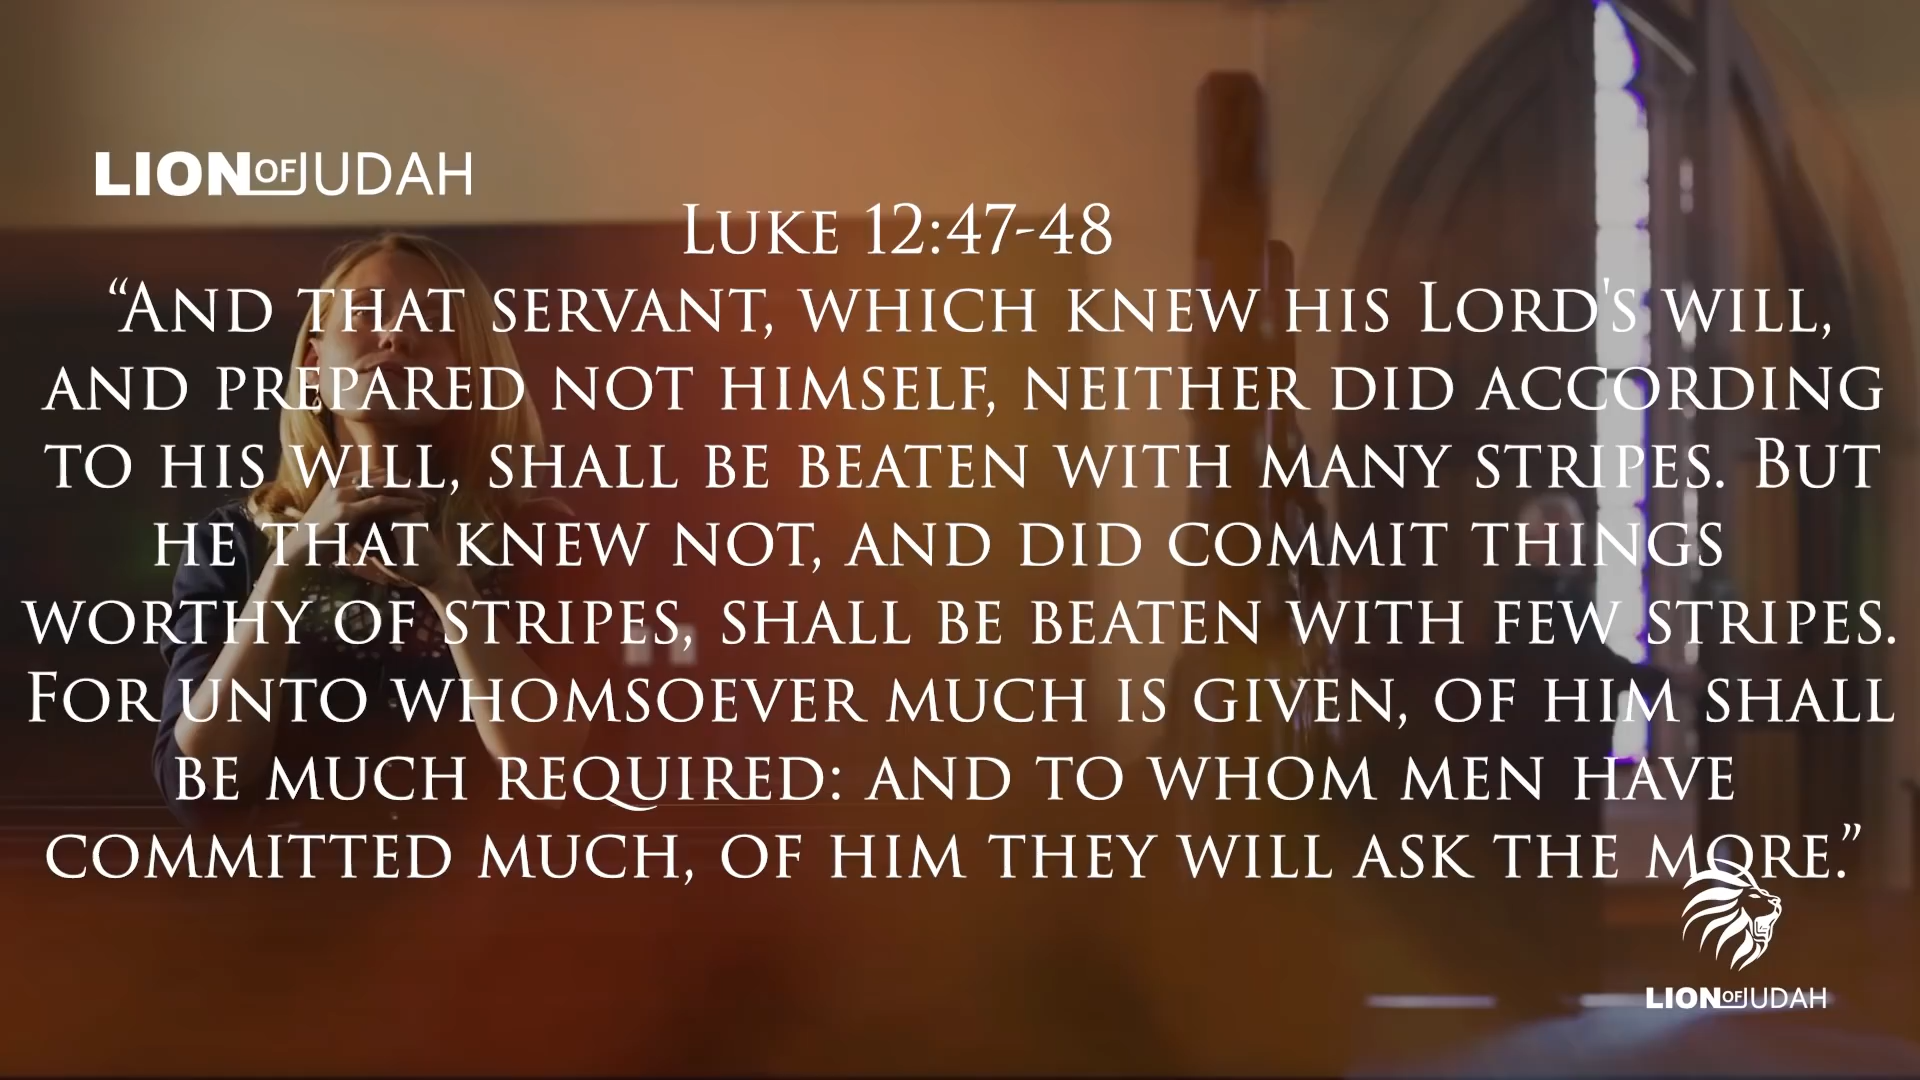 LION OF JUDAH
Luke 12:47-48
“And that servant, which knew his Lord's will,
and prepared not himself, neither did according
to his will, shall be beaten with many stripes. But
he that knew not, and did commit things
worthy of stripes, shall be beaten with few stripes.
For unto whomsoever much is given, of him shall
be much required: and to whom men have
committed much, of him they will ask the more.”
LION OF JUDAH